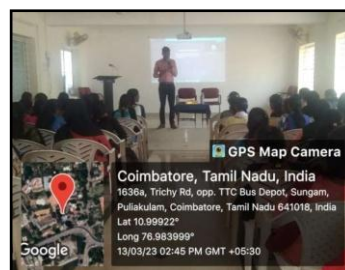 GPS Map Camera
Coimbatore, Tamil Nadu, India
1636a, Trichy Rd, opp. TTC Bus Depot, Sungam,
Puliakulam, Coimbatore, Tamil Nadu 641018, India
Lat 10.99922°
Long 76.983999°
13/03/23 02:45 PM GMT +05:30
Google